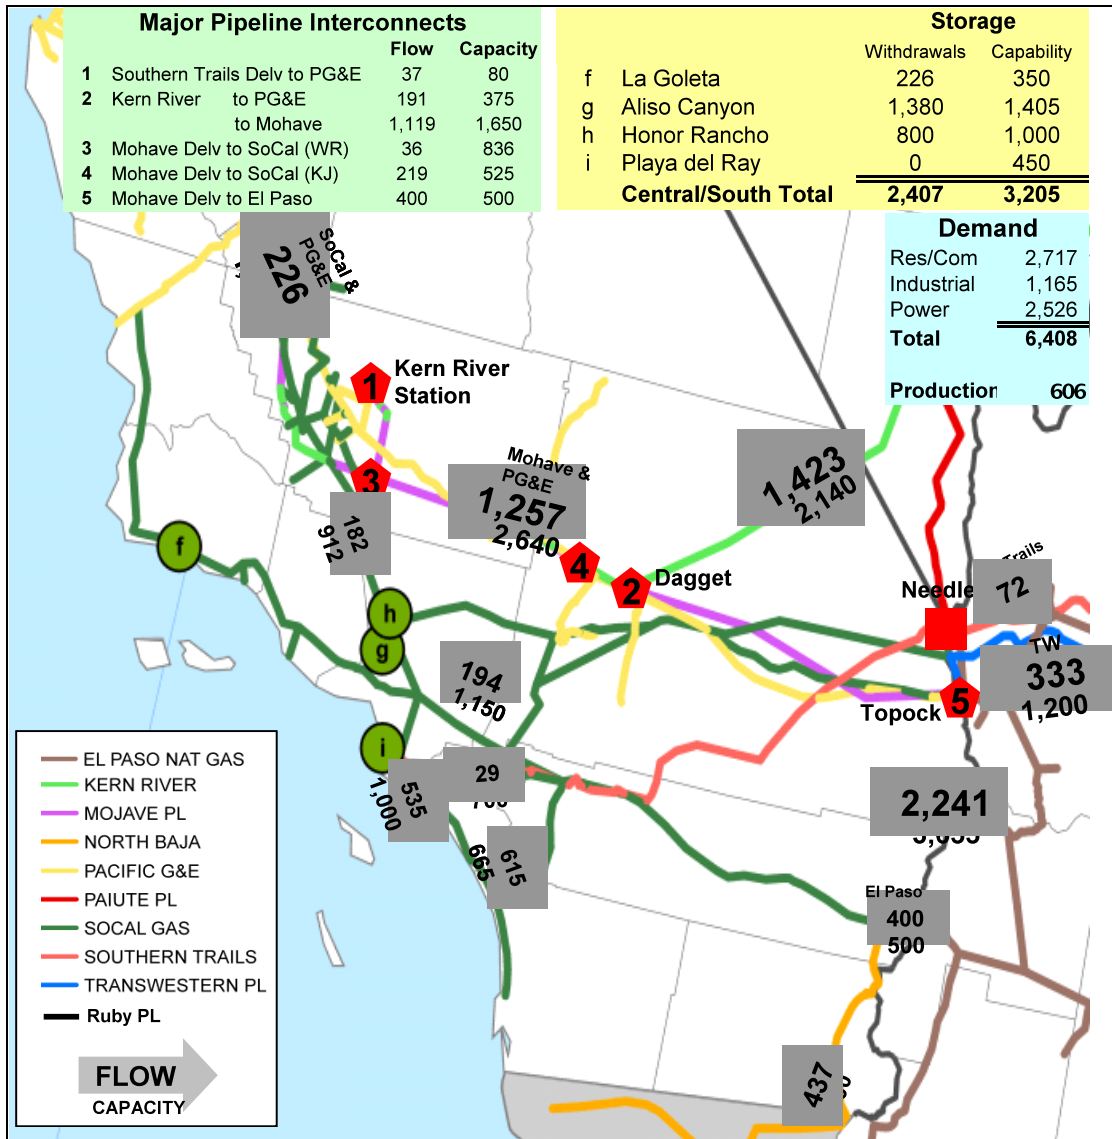 Major Pipeline Interconnects
Flow Capacity
1 Southern Trails Delv to PG&E 37 80
2 Kern River to PG&E 191 375
to Mohave 1,119 1,650
3 Mohave Delv to SoCal (WR) 36 836
4 Mohave Delv to SoCal (KJ) 219 525
5 Mohave Delv to El Paso 400 500
Storage
Withdrawals Capability
f La Goleta 226 350
g Aliso Canyon 1,380 1,405
h Honor Rancho 800 1,000
i Playa del Ray 0 450
Central/South Total 2,407 3,205
Demand
Res/Com 2,717
Industrial 1,165
Power 2,526
Total 6,408
Production 606
SoCal &
PG&E
226
1
Kern River
Station
3
Mohave &
PG&E
1,257
2,640
1,423
2,140
182
912
4
2
Dagget
f
h
g
i
Needle
Trails
72
TW
333
1,200
5
Topock
194
1,150
29
535
1,000
615
665
2,241
El Paso
400
500
437
EL PASO NAT GAS
KERN RIVER
MOJAVE PL
NORTH BAJA
PACIFIC G&E
PAIUTE PL
SOCAL GAS
SOUTHERN TRAILS
TRANSWESTERN PL
Ruby PL
FLOW
CAPACITY